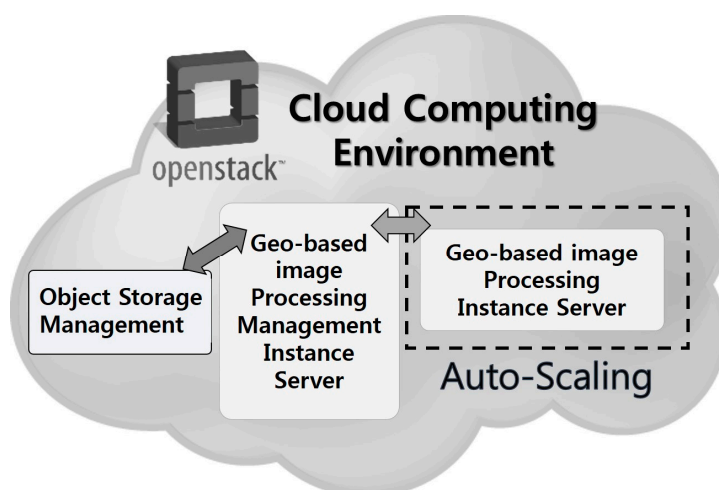 Cloud Computing
Environment
openstack™
Geo-based
image
Processing
Management
Instance
Server
Object Storage
Management
Geo-based image
Processing
Instance Server
Auto-Scaling